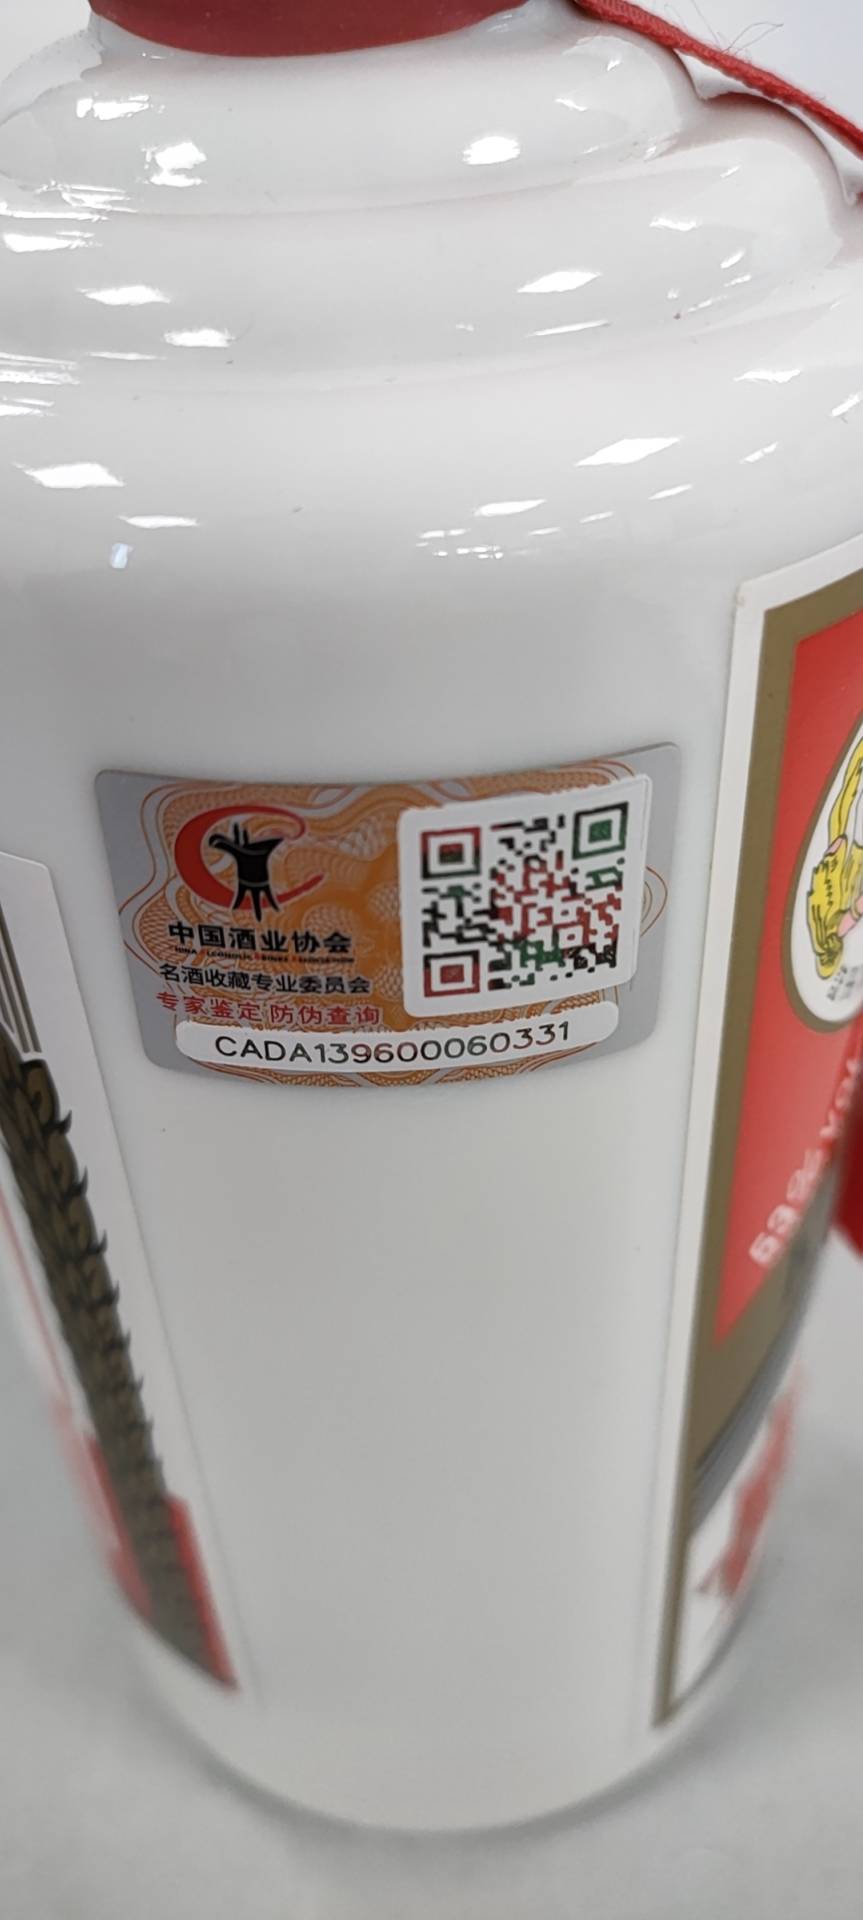 中国酒业协会
名酒收藏专业委员会
专家鉴定 防伪查询
CADA139600060331
53%